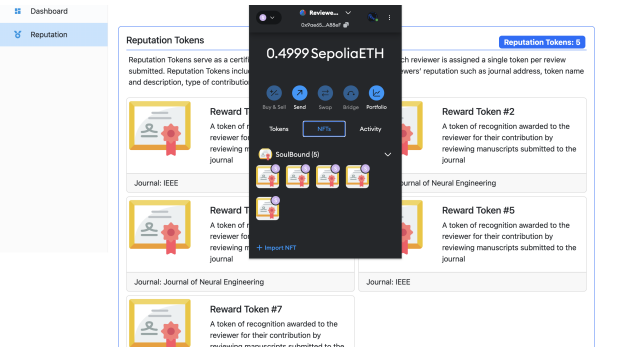 Dashboard
Reputation
Reputation Tokens
Reputation Tokens: 5
Reputation Tokens serve as a certifi
ch reviewer is assigned a single token per review
submitted. Reputation Tokens inclu
ewers' reputation such as journal address, token name
and description, type of contribution
Reward T
A token of r
reviewer for
reviewing m
journal
Journal: IEEE
Reward Token #2
A token of recognition awarded to the
reviewer for their contribution by
reviewing manuscripts submitted to the
journal
ournal of Neural Engineering
Reward T
A token of r
reviewer for
reviewing m
journal
Journal: Journal of Neural Engineering
Reward Token #5
A token of recognition awarded to the
reviewer for their contribution by
reviewing manuscripts submitted to the
journal
Journal: IEEE
Reward Token #7
A token of recognition awarded to the
reviewer for their contribution by
reviewing manuscripts submitted to the
Reviewe...
0.4999 SepoliaETH
Buy & Sell
Send
Swap
Bridge
Portfolio
Tokens
NFTs
Activity
SoulBound (5)
+ Import NFT